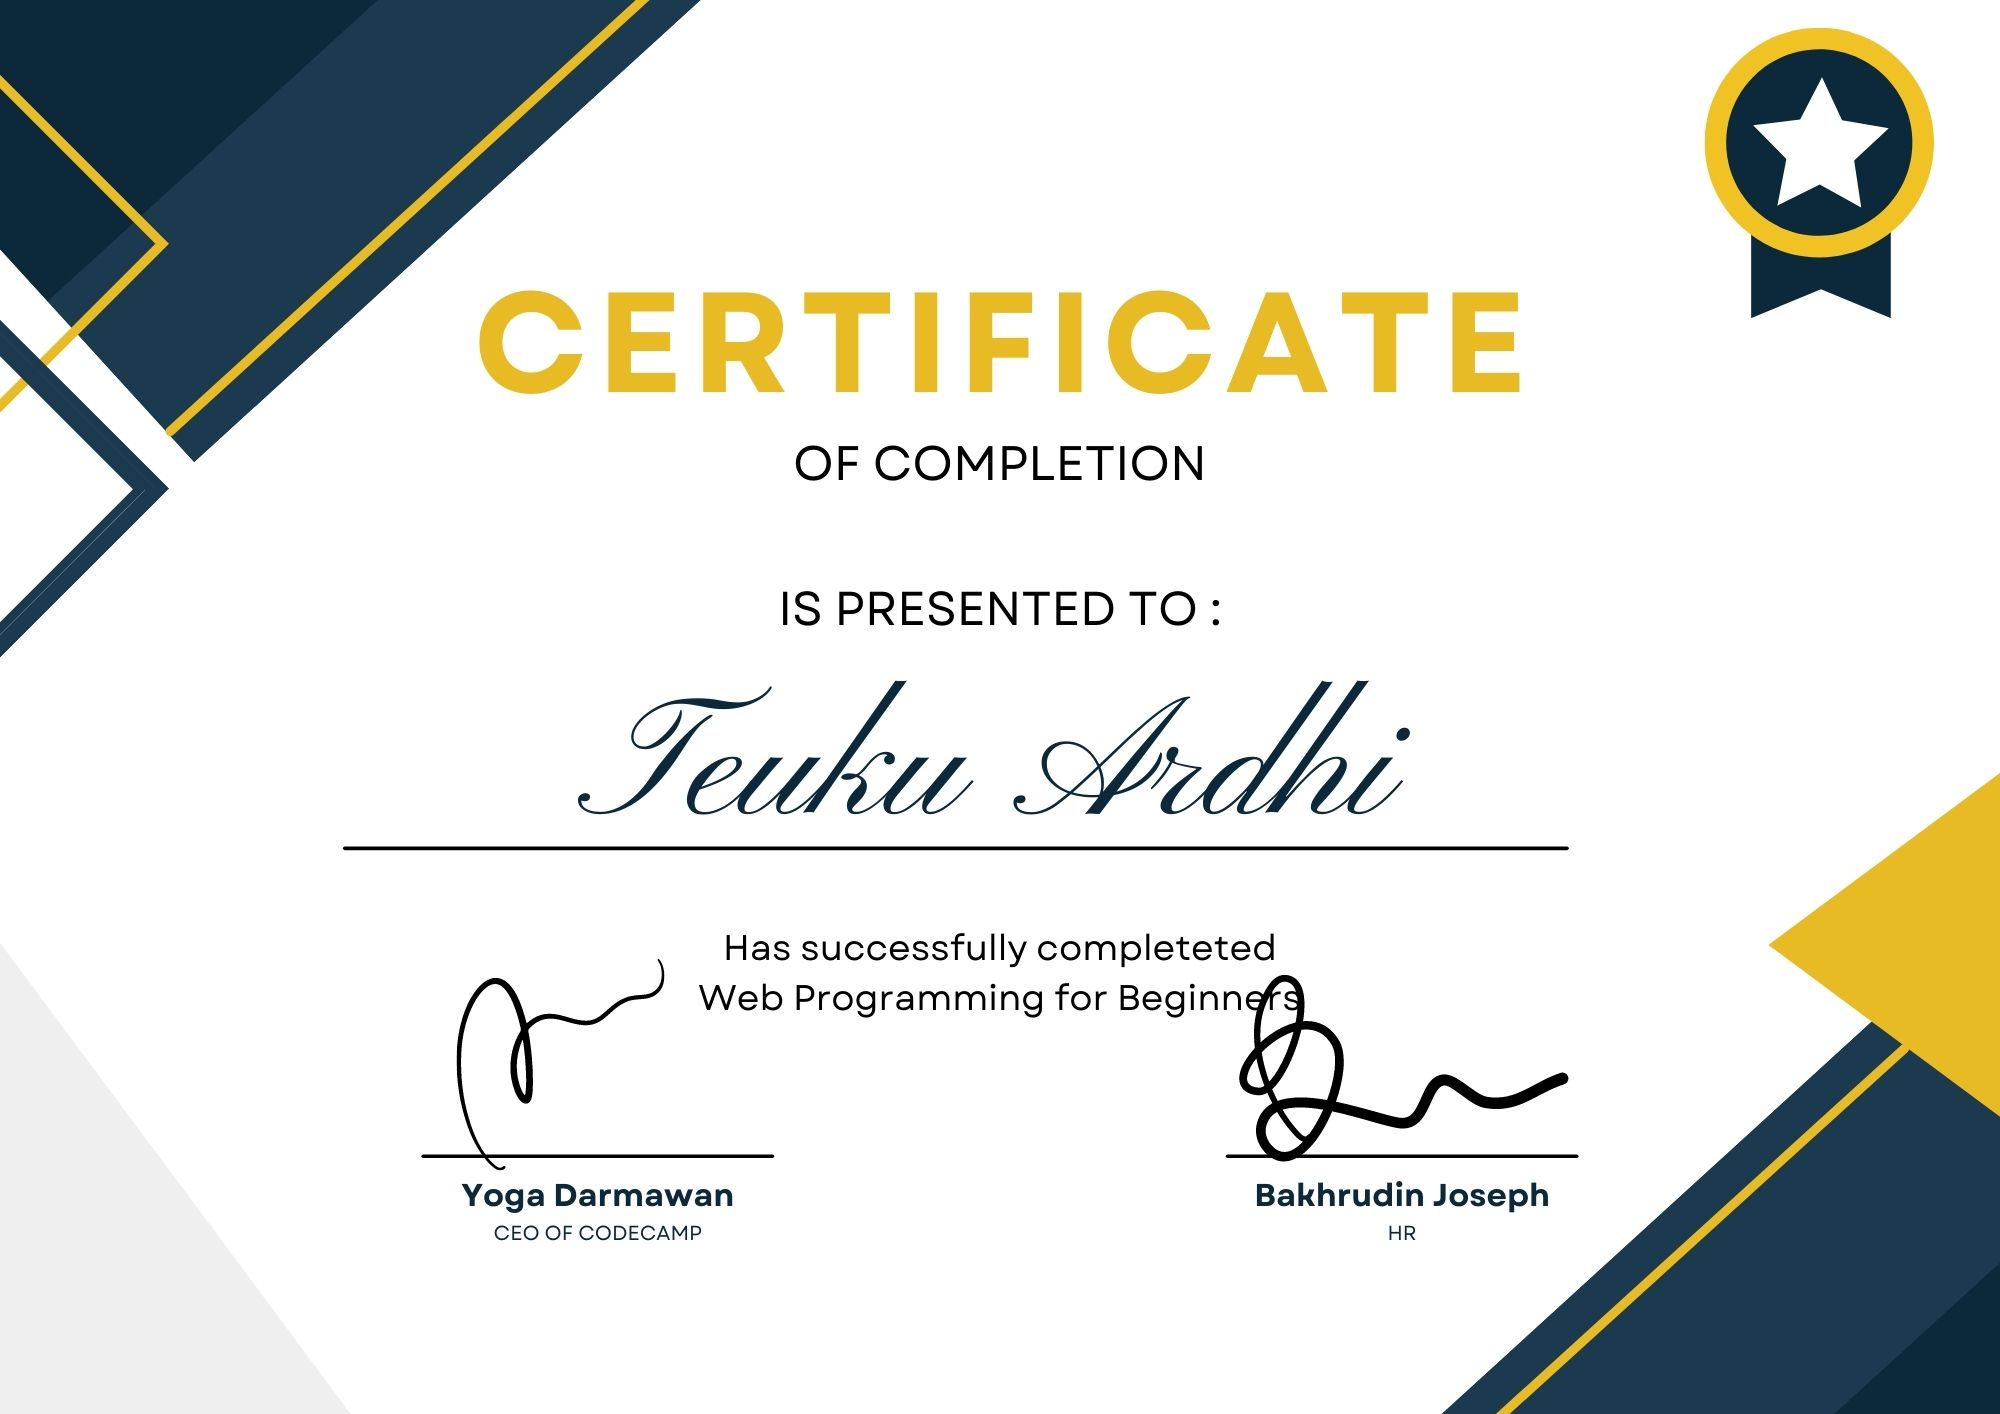 CERTIFICATE
OF COMPLETION
IS PRESENTED TO :
Teuku Ardhi
Has successfully completeted
Web Programming for Beginners
Yoga Darmawan
CEO OF CODECAMP
Bakhrudin Joseph
HR